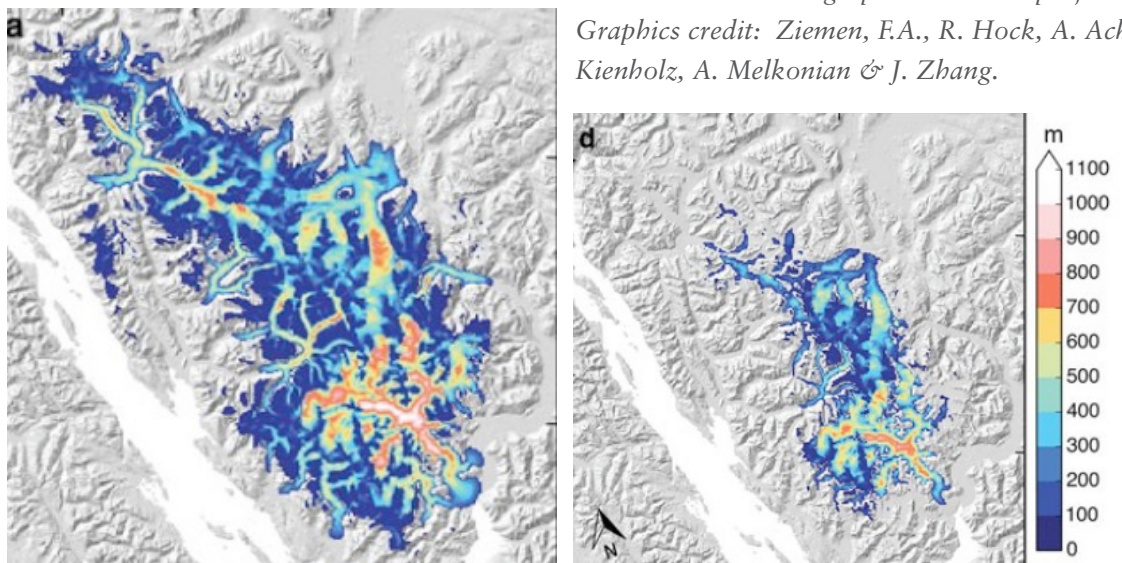 Graphics credit: Ziemen, F.A., R. Hock, A. Ach
Kienholz, A. Melkonian & J. Zhang.
a
d
m
1100
1000
900
800
700
600
500
400
300
200
100
0
N